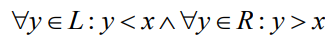 ∀y ∈ L : y < x ∧ ∀y ∈ R : y > x